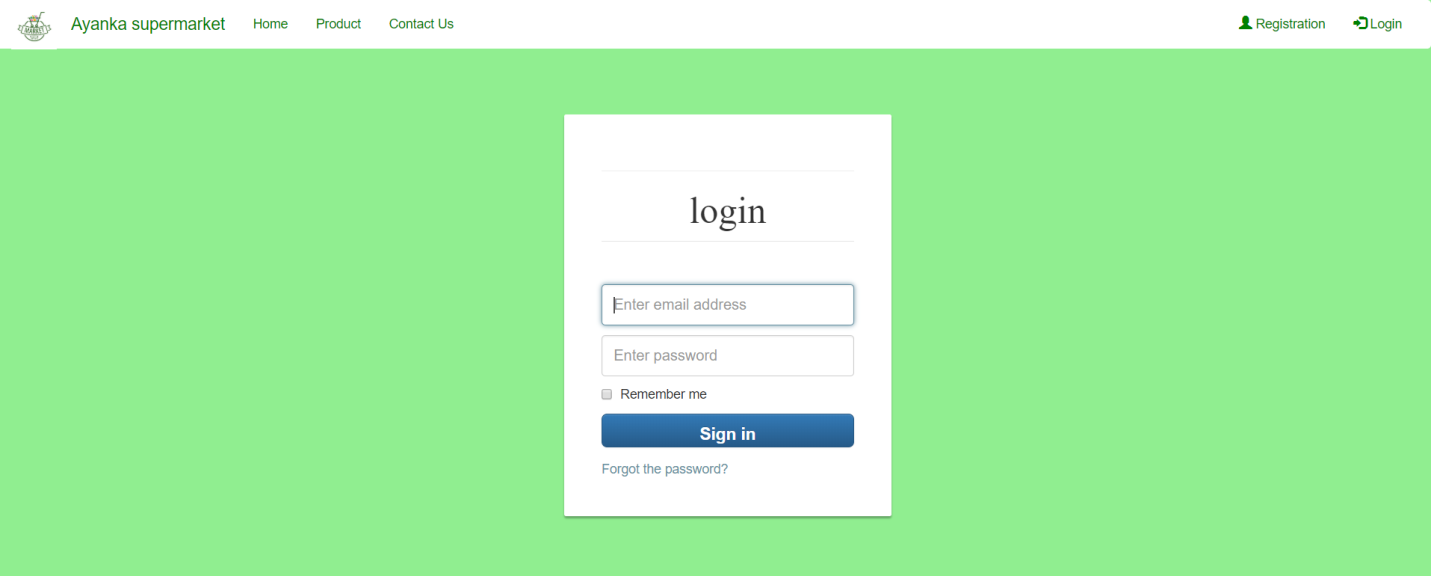 MARKET
Ayanka supermarket Home Product Contact Us Registration Login
login
Enter email address
Enter password
Remember me
Sign in
Forgot the password?